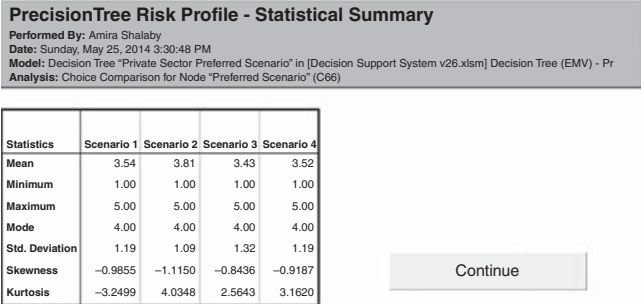 PrecisionTree Risk Profile - Statistical Summary
Performed By: Amira Shalaby
Date: Sunday, May 25, 2014 3:30:48 PM
Model: Decision Tree “Private Sector Preferred Scenario” in [Decision Support System v26.xlsm] Decision Tree (EMV) - Pr
Analysis: Choice Comparison for Node “Preferred Scenario” (C66)
Statistics Scenario 1 Scenario 2 Scenario 3 Scenario 4
Mean 3.54 3.81 3.43 3.52
Minimum 1.00 1.00 1.00 1.00
Maximum 5.00 5.00 5.00 5.00
Mode 4.00 4.00 4.00 4.00
Std. Deviation 1.19 1.09 1.32 1.19
Skewness –0.9855 –1.1150 –0.8436 –0.9187
Kurtosis –3.2499 4.0348 2.5643 3.1620
Continue